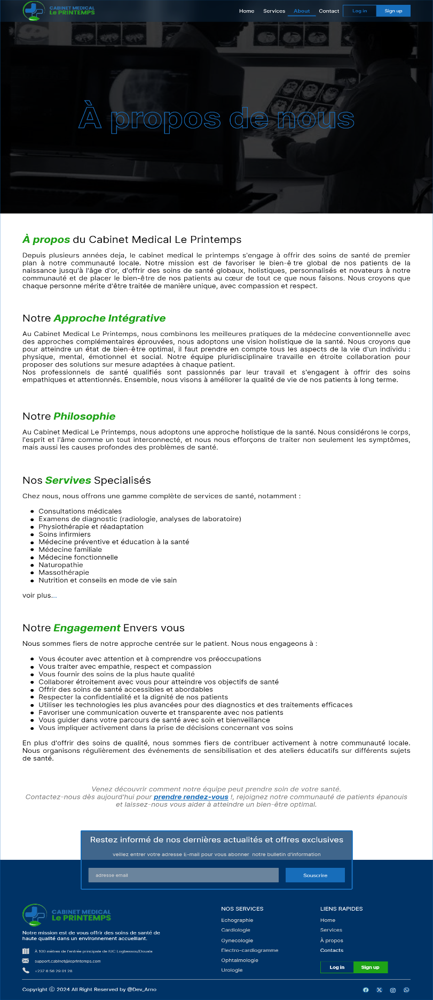 CABINET MEDICAL
Le PRINTEMPS
Home Services About Contact Log in Sign up
À propos de nous
À propos du Cabinet Medical Le Printemps
Depuis plusieurs années deja, le cabinet medical le printemps s'engage à offrir des soins de santé de premier
plan à notre communauté locale. Notre mission est de favoriser le bien-ê tre global de nos patients de la
naissance jusqu'à l'âge d'or, d'offrir des soins de santé globaux, holistiques, personnalisés et novateurs à notre
communauté et de placer le bien-être de nos patients au cœur de tout ce que nous faisons. Nous croyons que
chaque personne mérite d'être traitée de manière unique, avec compassion et respect.
Notre Approche Intégrative
Au Cabinet Medical Le Printemps, nous combinons les meilleures pratiques de la médecine conventionnelle avec
des approches complémentaires éprouvées, nous adoptons une vision holistique de la santé. Nous croyons que
pour atteindre un état de bien-être optimal, il faut prendre en compte tous les aspects de la vie d'un individu :
physique, mental, émotionnel et social. Notre équipe pluridisciplinaire travaille en étroite collaboration pour
proposer des solutions sur mesure adaptées à chaque patient.
Nos professionnels de santé qualifiés sont passionnés par leur travail et s'engagent à offrir des soins
empathiques et attentionnés. Ensemble, nous visons à améliorer la qualité de vie de nos patients à long terme.
Notre Philosophie
Au Cabinet Medical Le Printemps, nous adoptons une approche holistique de la santé. Nous considérons le corps,
l'esprit et l'âme comme un tout interconnecté, et nous nous efforçons de traiter non seulement les symptômes,
mais aussi les causes profondes des problèmes de santé.
Nos Servives Specialisés
Chez nous, nous offrons une gamme complète de services de santé, notamment :
● Consultations médicales
● Examens de diagnostic (radiologie, analyses de laboratoire)
● Physiothérapie et réadaptation
● Soins infirmiers
● Médecine préventive et éducation à la santé
● Médecine familiale
● Médecine fonctionnelle
● Naturopathie
● Massothérapie
● Nutrition et conseils en mode de vie sain
voir plus...
Notre Engagement Envers vous
Nous sommes fiers de notre approche centrée sur le patient. Nous nous engageons à :
● Vous écouter avec attention et à comprendre vos préoccupations
● Vous traiter avec empathie, respect et compassion
● Vous fournir des soins de la plus haute qualité
● Collaborer étroitement avec vous pour atteindre vos objectifs de santé
● Offrir des soins de santé accessibles et abordables
● Respecter la confidentialité et la dignité de nos patients
● Utiliser les technologies les plus avancées pour des diagnostics et des traitements efficaces
● Favoriser une communication ouverte et transparente avec nos patients
● Vous guider dans votre parcours de santé avec soin et bienveillance
● Vous impliquer activement dans la prise de décisions concernant vos soins
En plus d'offrir des soins de qualité, nous sommes fiers de contribuer activement à notre communauté locale.
Nous organisons régulièrement des événements de sensibilisation et des ateliers éducatifs sur différents sujets
de santé.
Venez découvrir comment notre équipe peut prendre soin de votre santé.
Contactez-nous dès aujourd'hui pour prendre rendez-vous !, rejoignez notre communauté de patients épanouis
et laissez-nous vous aider à atteindre un bien-être optimal.
Restez informé de nos dernières actualités et offres exclusives
veillez entrer votre adresse E-mail pour vous abonner notre bulletin d'information
adresse email Souscrire
CABINET MEDICAL
Le PRINTEMPS
Notre mission est de vous offrir des soins de santé de
haute qualité dans un environnement accueillant.
À 100 mètres de l'entrée principale de IUC Logbessou/Douala
support.cabinet@leprintemps.com
+237 6 56 29 01 28
NOS SERVICES
Echographie
Cardiologie
Gynecologie
Electro-cardiogramme
Ophtalmologie
Urologie
LIENS RAPIDES
Home
Services
À propos
Contacts
Log in Sign up
Copyright © 2024 All Right Reserved by @Dev_Arno